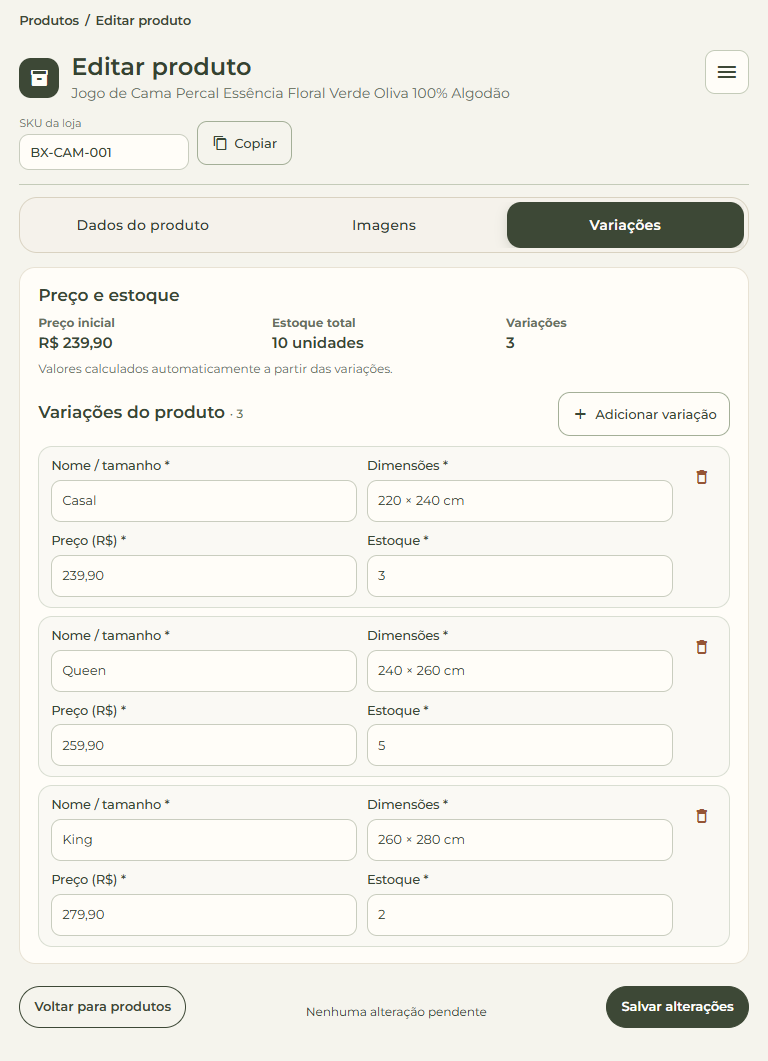 Produtos / Editar produto
Editar produto
Jogo de Cama Percal Essência Floral Verde Oliva 100% Algodão
SKU da loja
BX-CAM-001
Copiar
Dados do produto
Imagens
Variações
Preço e estoque
Preço inicial
Estoque total
Variações
R$ 239,90
10 unidades
3
Valores calculados automaticamente a partir das variações.
Variações do produto · 3
+ Adicionar variação
Nome / tamanho *
Dimensões *
Casal
220 × 240 cm
Preço (R$) *
Estoque *
239,90
3
Nome / tamanho *
Dimensões *
Queen
240 × 260 cm
Preço (R$) *
Estoque *
259,90
5
Nome / tamanho *
Dimensões *
King
260 × 280 cm
Preço (R$) *
Estoque *
279,90
2
Voltar para produtos
Nenhuma alteração pendente
Salvar alterações